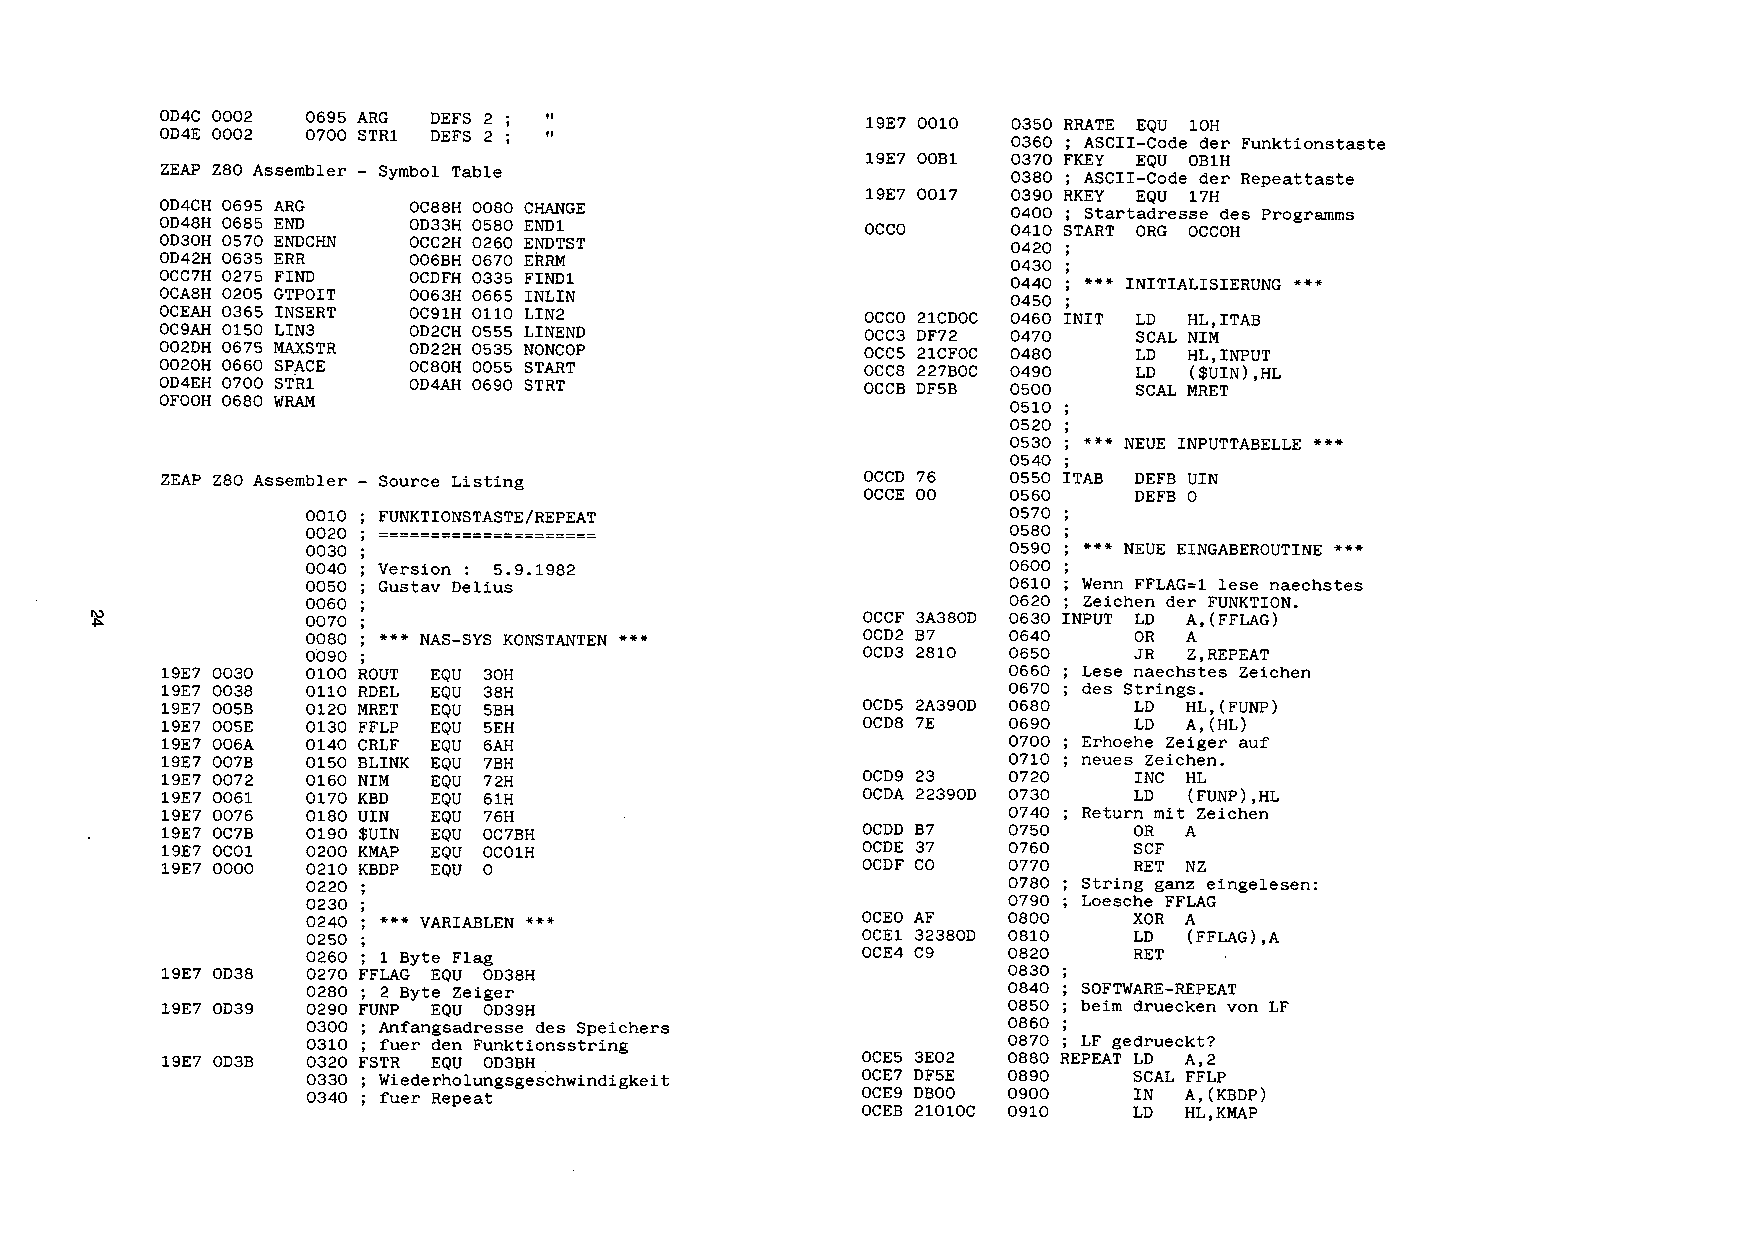 0D4C 0002     0695 ARG    DEFS 2 ;   "
0D4E 0002     0700 STR1   DEFS 2 ;   "
ZEAP Z80 Assembler - Symbol Table
0D4CH 0695 ARG       0C88H 0080 CHANGE
0D48H 0685 END       0D33H 0580 END1
0D30H 0570 ENDCHN    0CC2H 0260 ENDTST
0D42H 0635 ERR       006BH 0670 ERRM
0CC7H 0275 FIND      0CDFH 0335 FIND1
0CA8H 0205 GTPOIT    0063H 0665 INLIN
0CEAH 0365 INSERT    0C91H 0110 LIN2
0C9AH 0150 LIN3      0D2CH 0555 LINEND
002DH 0675 MAXSTR    0D22H 0535 NONCOP
0020H 0660 SPACE     0C80H 0055 START
0D4EH 0700 STR1      0D4AH 0690 STRT
0F00H 0680 WRAM
ZEAP Z80 Assembler - Source Listing
0010 ; FUNKTIONSTASTE/REPEAT
0020 ; =====================
0030 ;
0040 ; Version :  5.9.1982
0050 ; Gustav Delius
0060 ;
0070 ;
0080 ; *** NAS-SYS KONSTANTEN ***
0090 ;
19E7 0030     0100 ROUT   EQU  30H
19E7 0038     0110 RDEL   EQU  38H
19E7 005B     0120 MRET   EQU  5BH
19E7 005E     0130 FFLP   EQU  5EH
19E7 006A     0140 CRLF   EQU  6AH
19E7 007B     0150 BLINK  EQU  7BH
19E7 0072     0160 NIM    EQU  72H
19E7 0061     0170 KBD    EQU  61H
19E7 0076     0180 UIN    EQU  76H
19E7 0C7B     0190 $UIN   EQU  0C7BH
19E7 0C01     0200 KMAP   EQU  0C01H
19E7 0000     0210 KBDP   EQU  0
0220 ;
0230 ;
0240 ; *** VARIABLEN ***
0250 ;
0260 ; 1 Byte Flag
19E7 0D38     0270 FFLAG  EQU  0D38H
0280 ; 2 Byte Zeiger
19E7 0D39     0290 FUNP   EQU  0D39H
0300 ; Anfangsadresse des Speichers
0310 ; fuer den Funktionsstring
19E7 0D3B     0320 FSTR   EQU  0D3BH
0330 ; Wiederholungsgeschwindigkeit
0340 ; fuer Repeat
24
19E7 0010     0350 RRATE  EQU  10H
0360 ; ASCII-Code der Funktionstaste
19E7 00B1     0370 FKEY   EQU  0B1H
0380 ; ASCII-Code der Repeattaste
19E7 0017     0390 RKEY   EQU  17H
0400 ; Startadresse des Programms
0CC0          0410 START  ORG  0CC0H
0420 ;
0430 ;
0440 ; *** INITIALISIERUNG ***
0450 ;
0CC0 21CD0C   0460 INIT   LD   HL,ITAB
0CC3 DF72     0470        SCAL NIM
0CC5 21CF0C   0480        LD   HL,INPUT
0CC8 227B0C   0490        LD   ($UIN),HL
0CCB DF5B     0500        SCAL MRET
0510 ;
0520 ;
0530 ; *** NEUE INPUTTABELLE ***
0540 ;
0CCD 76       0550 ITAB   DEFB UIN
0CCE 00       0560        DEFB 0
0570 ;
0580 ;
0590 ; *** NEUE EINGABEROUTINE ***
0600 ;
0610 ; Wenn FFLAG=1 lese naechstes
0620 ; Zeichen der FUNKTION.
0CCF 3A380D   0630 INPUT  LD   A,(FFLAG)
0CD2 B7       0640        OR   A
0CD3 2810     0650        JR   Z,REPEAT
0660 ; Lese naechstes Zeichen
0670 ; des Strings.
0CD5 2A390D   0680        LD   HL,(FUNP)
0CD8 7E       0690        LD   A,(HL)
0700 ; Erhoehe Zeiger auf
0710 ; neues Zeichen.
0CD9 23       0720        INC  HL
0CDA 22390D   0730        LD   (FUNP),HL
0740 ; Return mit Zeichen
0CDD B7       0750        OR   A
0CDE 37       0760        SCF
0CDF C0       0770        RET  NZ
0780 ; String ganz eingelesen:
0790 ; Loesche FFLAG
0CE0 AF       0800        XOR  A
0CE1 32380D   0810        LD   (FFLAG),A
0CE4 C9       0820        RET
0830 ;
0840 ; SOFTWARE-REPEAT
0850 ; beim druecken von LF
0860 ;
0870 ; LF gedrueckt?
0CE5 3E02     0880 REPEAT LD   A,2
0CE7 DF5E     0890        SCAL FFLP
0CE9 DB00     0900        IN   A,(KBDP)
0CEB 21010C   0910        LD   HL,KMAP